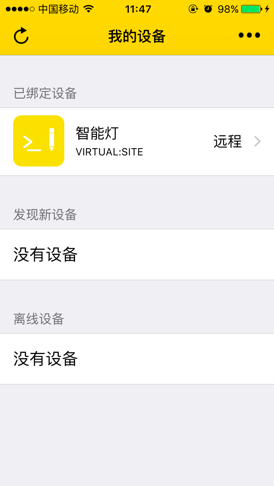 中国移动 11:47 98%
我的设备
已绑定设备
智能灯
VIRTUAL:SITE
远程
发现新设备
没有设备
离线设备
没有设备